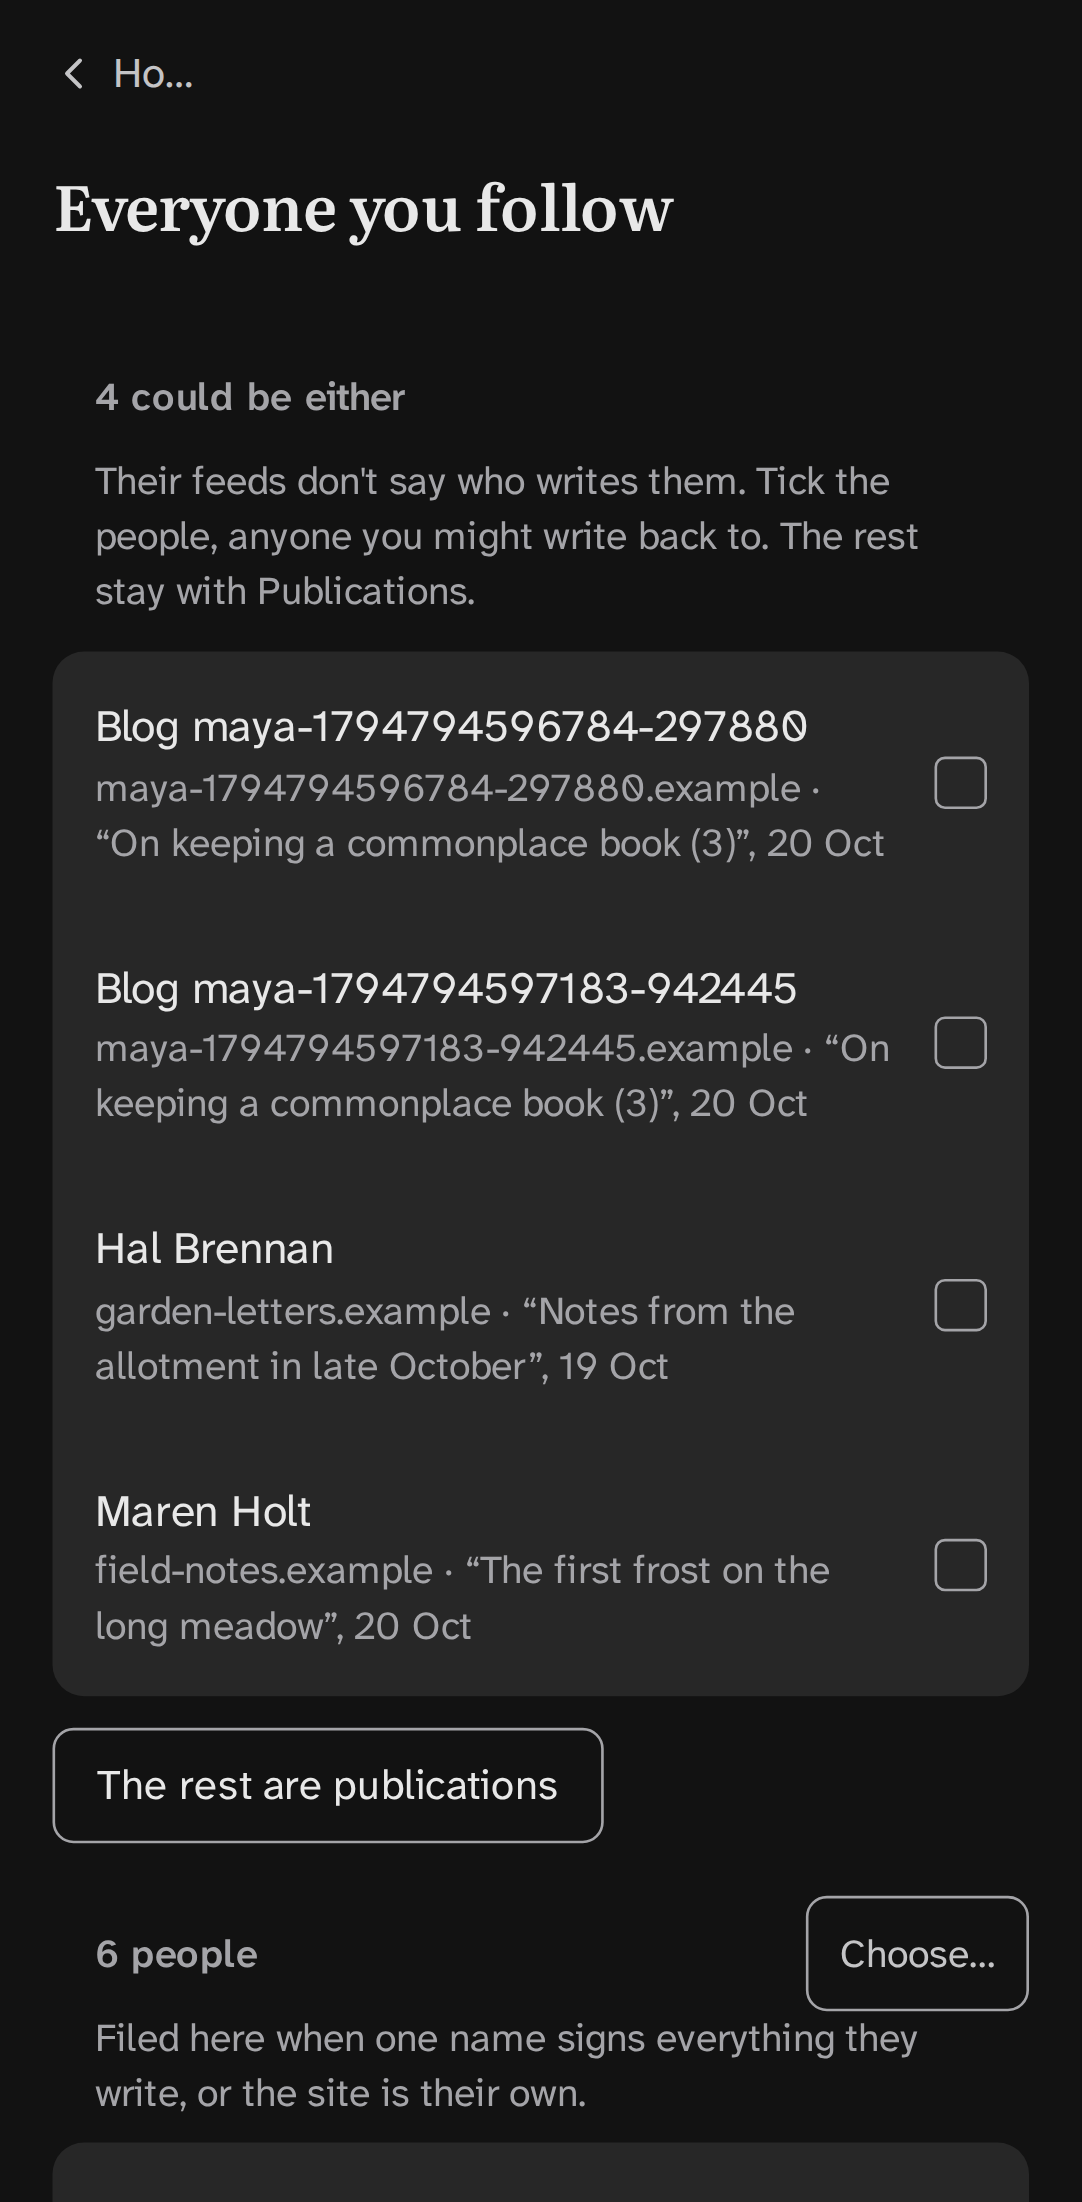 Ho…
Everyone you follow
4 could be either
Their feeds don't say who writes them. Tick the
people, anyone you might write back to. The rest
stay with Publications.
Blog maya-1794794596784-297880
maya-1794794596784-297880.example ·
“On keeping a commonplace book (3)”, 20 Oct
Blog maya-1794794597183-942445
maya-1794794597183-942445.example · “On
keeping a commonplace book (3)”, 20 Oct
Hal Brennan
garden-letters.example · “Notes from the
allotment in late October”, 19 Oct
Maren Holt
field-notes.example · “The first frost on the
long meadow”, 20 Oct
The rest are publications
6 people
Choose…
Filed here when one name signs everything they
write, or the site is their own.